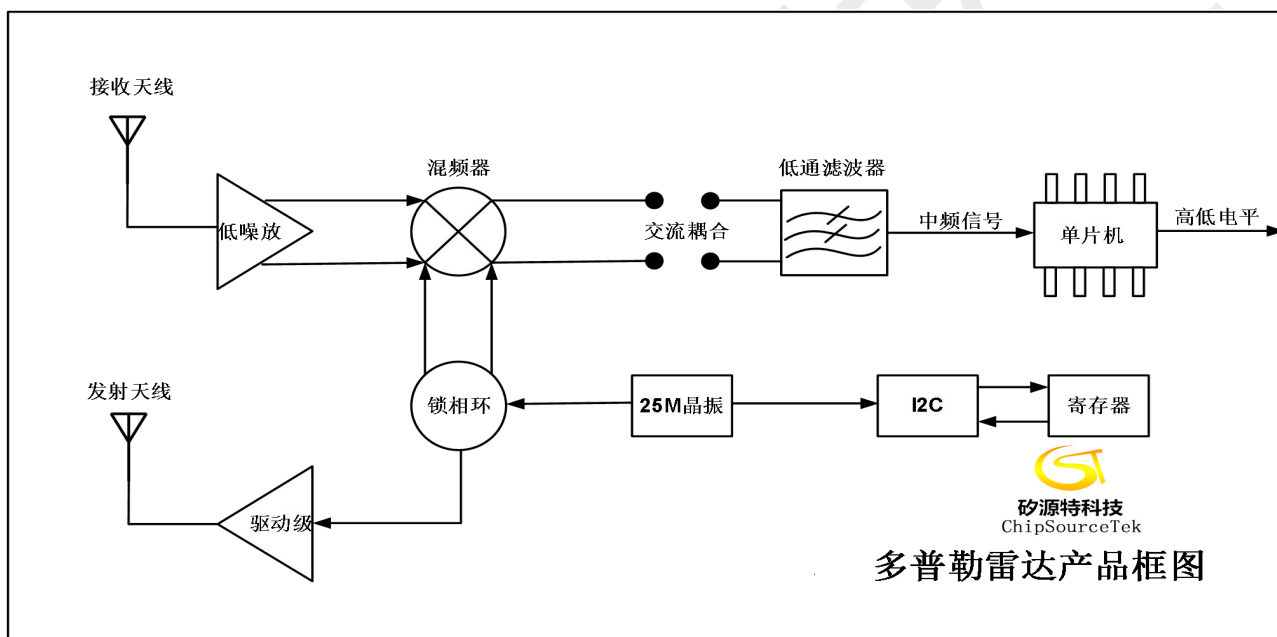 接收天线
混频器
低通滤波器
低噪放
交流耦合
中频信号
单片机
高低电平
发射天线
锁相环
25M晶振
I2C
寄存器
驱动级
CST
矽源特科技
ChipSourceTek
多普勒雷达产品框图